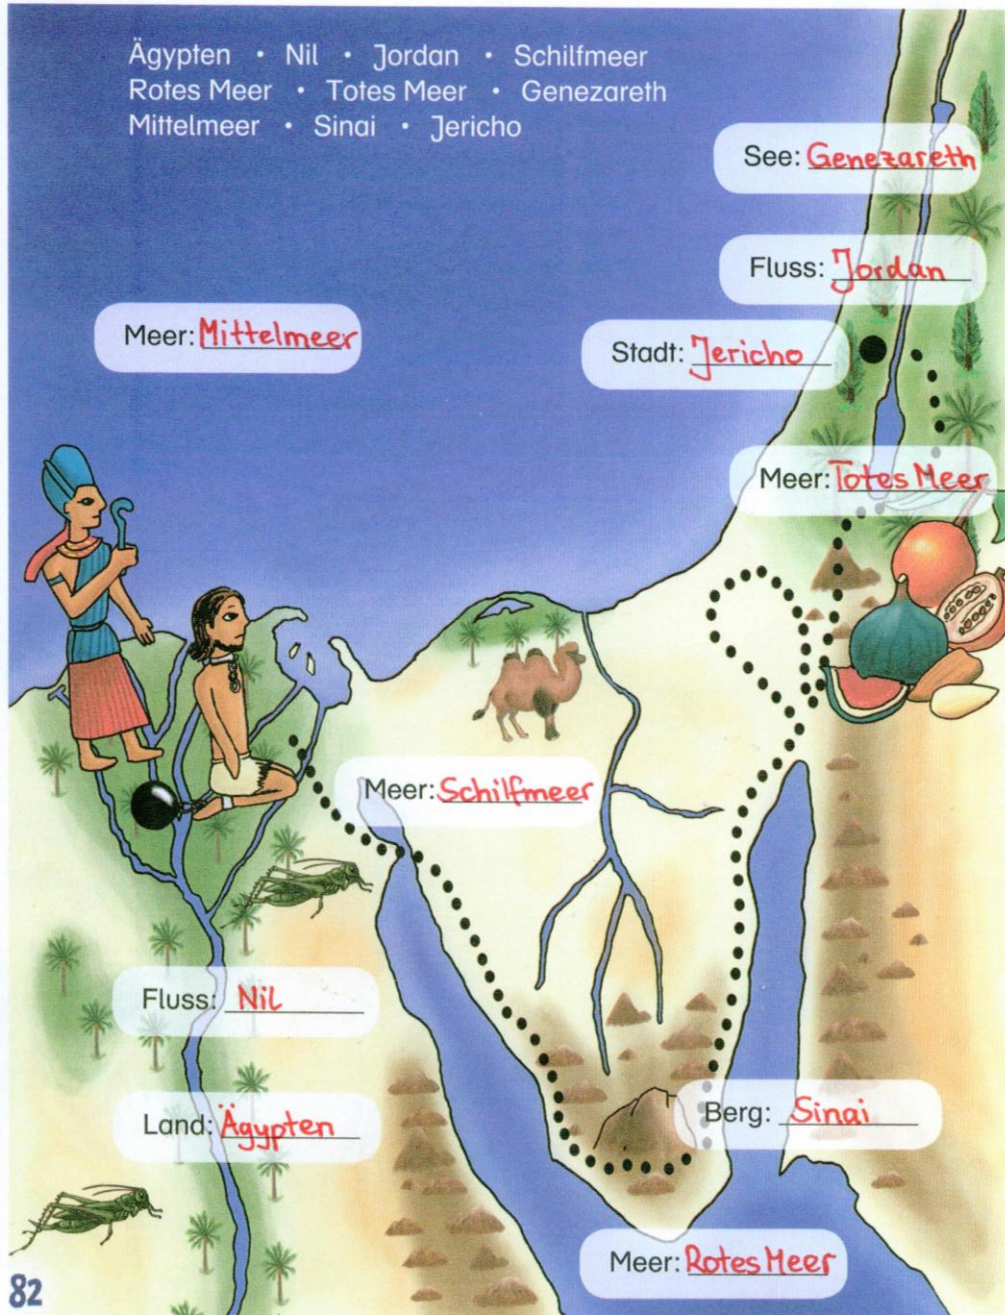 Ägypten • Nil • Jordan • Schilfmeer
Rotes Meer • Totes Meer • Genezareth
Mittelmeer • Sinai • Jericho
See: Genezareth
Fluss: Jordan
Meer: Mittelmeer
Stadt: Jericho
Meer: Totes Meer
Meer: Schilfmeer
Fluss: Nil
Land: Ägypten
Berg: Sinai
Meer: Rotes Meer
82